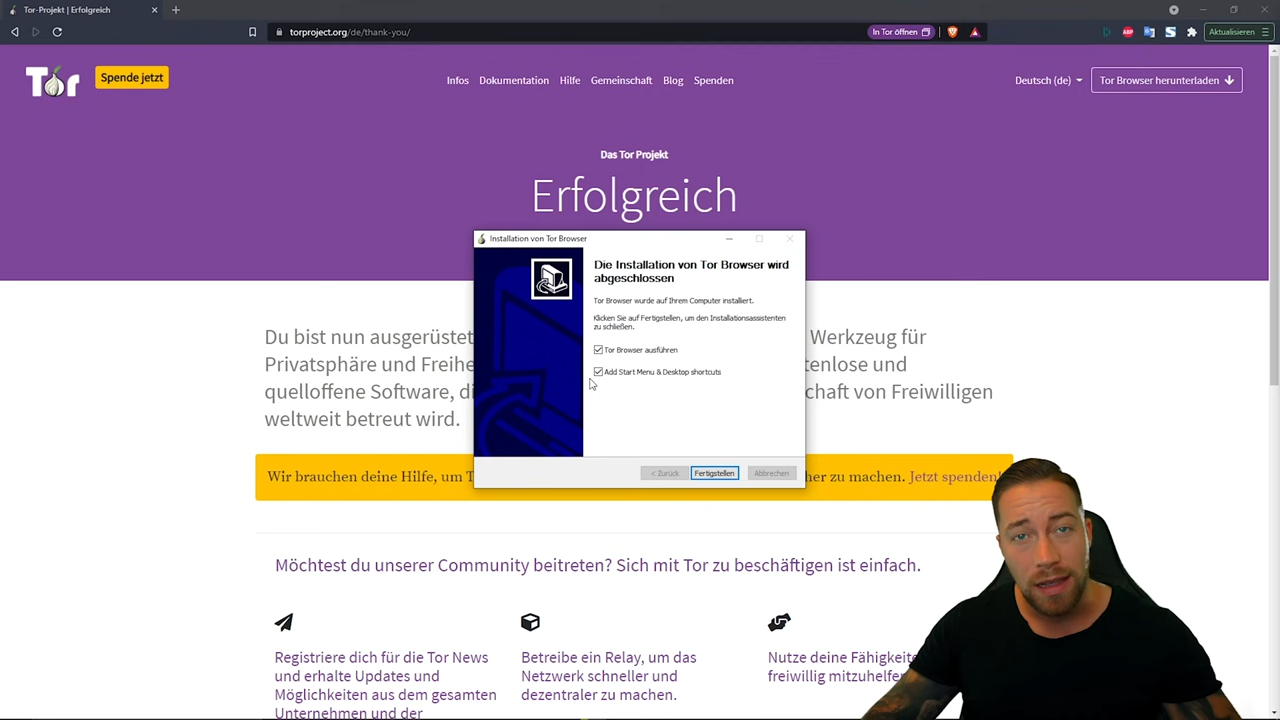 Tor-Projekt | Erfolgreich
torproject.org/de/thank-you/
In Tor öffnen
ABP
Aktualisieren
Tor
Spende jetzt
Infos
Dokumentation
Hilfe
Gemeinschaft
Blog
Spenden
Deutsch (de)
Tor Browser herunterladen
Das Tor Projekt
Erfolgreich
Installation von Tor Browser
Die Installation von Tor Browser wird
abgeschlossen
Tor Browser wurde auf Ihrem Computer installiert.
Klicken Sie auf Fertigstellen, um den Installationsassistenten
zu schließen.
Tor Browser ausführen
Add Start Menu & Desktop shortcuts
< Zurück
Fertigstellen
Abbrechen
Du bist nun ausgerüstet Werkzeug für
Privatsphäre und Freihe tenlose und
quelloffene Software, di chaft von Freiwilligen
weltweit betreut wird.
Wir brauchen deine Hilfe, um T her zu machen. Jetzt spenden!
Möchtest du unserer Community beitreten? Sich mit Tor zu beschäftigen ist einfach.
Registriere dich für die Tor News
und erhalte Updates und
Möglichkeiten aus dem gesamten
Unternehmen und der
Betreibe ein Relay, um das
Netzwerk schneller und
dezentraler zu machen.
Nutze deine Fähigkeite
freiwillig mitzuhelfe